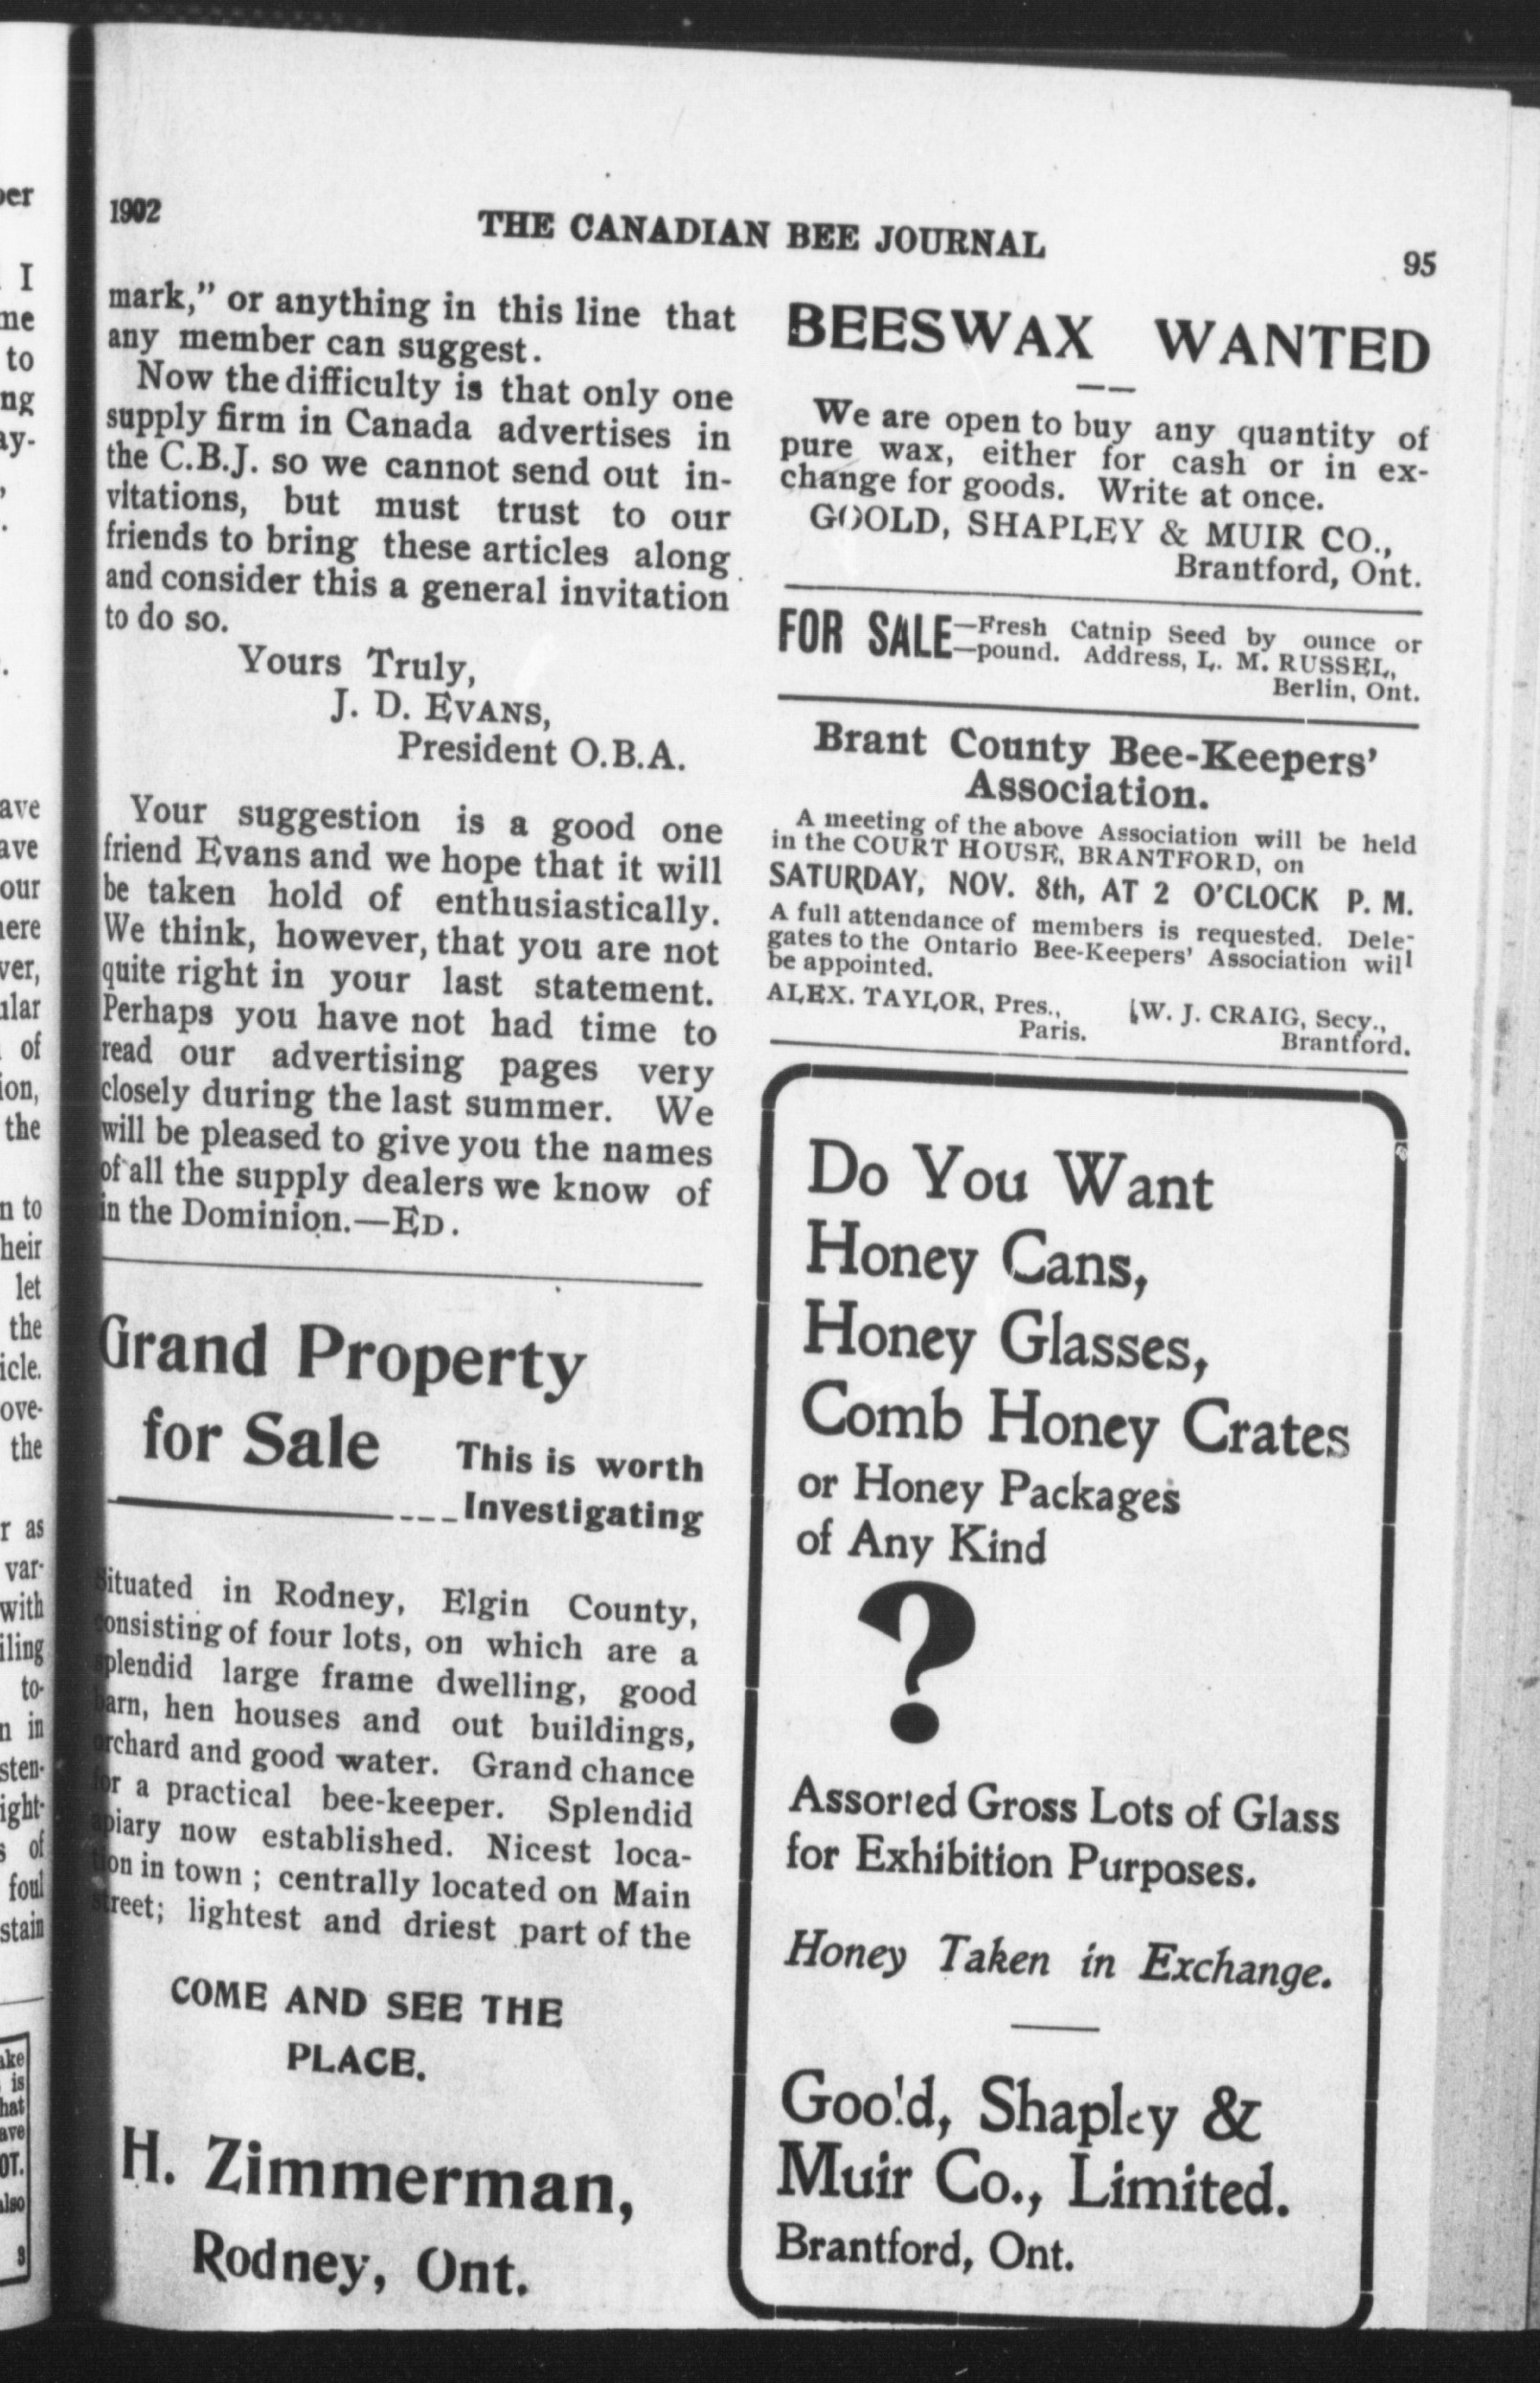 1902
THE CANADIAN BEE JOURNAL
95
mark,” or anything in this line that
any member can suggest.
Now the difficulty is that only one
supply firm in Canada advertises in
the C.B.J. so we cannot send out in-
vitations, but must trust to our
friends to bring these articles along
and consider this a general invitation
to do so.
Yours Truly,
J. D. EVANS,
President O.B.A.
Your suggestion is a good one
friend Evans and we hope that it will
be taken hold of enthusiastically.
We think, however, that you are not
quite right in your last statement.
Perhaps you have not had time to
read our advertising pages very
closely during the last summer. We
will be pleased to give you the names
of all the supply dealers we know of
in the Dominion.—ED.
Grand Property
for Sale
This is worth
Investigating
Situated in Rodney, Elgin County,
consisting of four lots, on which are a
splendid large frame dwelling, good
barn, hen houses and out buildings,
orchard and good water. Grand chance
for a practical bee-keeper. Splendid
apiary now established. Nicest loca-
tion in town; centrally located on Main
street; lightest and driest part of the
COME AND SEE THE
PLACE.
H. Zimmerman,
Rodney, Ont.
BEESWAX WANTED
We are open to buy any quantity of
pure wax, either for cash or in ex-
change for goods. Write at once.
GOOLD, SHAPLEY & MUIR CO.,
Brantford, Ont.
FOR SALE—Fresh Catnip Seed by ounce or
—pound. Address, L. M. RUSSEL,
Berlin, Ont.
Brant County Bee-Keepers’
Association.
A meeting of the above Association will be held
in the COURT HOUSE, BRANTFORD, on
SATURDAY, NOV. 8th, AT 2 O’CLOCK P. M.
A full attendance of members is requested. Dele-
gates to the Ontario Bee-Keepers’ Association will
be appointed.
ALEX. TAYLOR, Pres.,
Paris.
W. J. CRAIG, Secy.,
Brantford.
Do You Want
Honey Cans,
Honey Glasses,
Comb Honey Crates
or Honey Packages
of Any Kind
?
Assorted Gross Lots of Glass
for Exhibition Purposes.
Honey Taken in Exchange.
Goold, Shapley &
Muir Co., Limited.
Brantford, Ont.